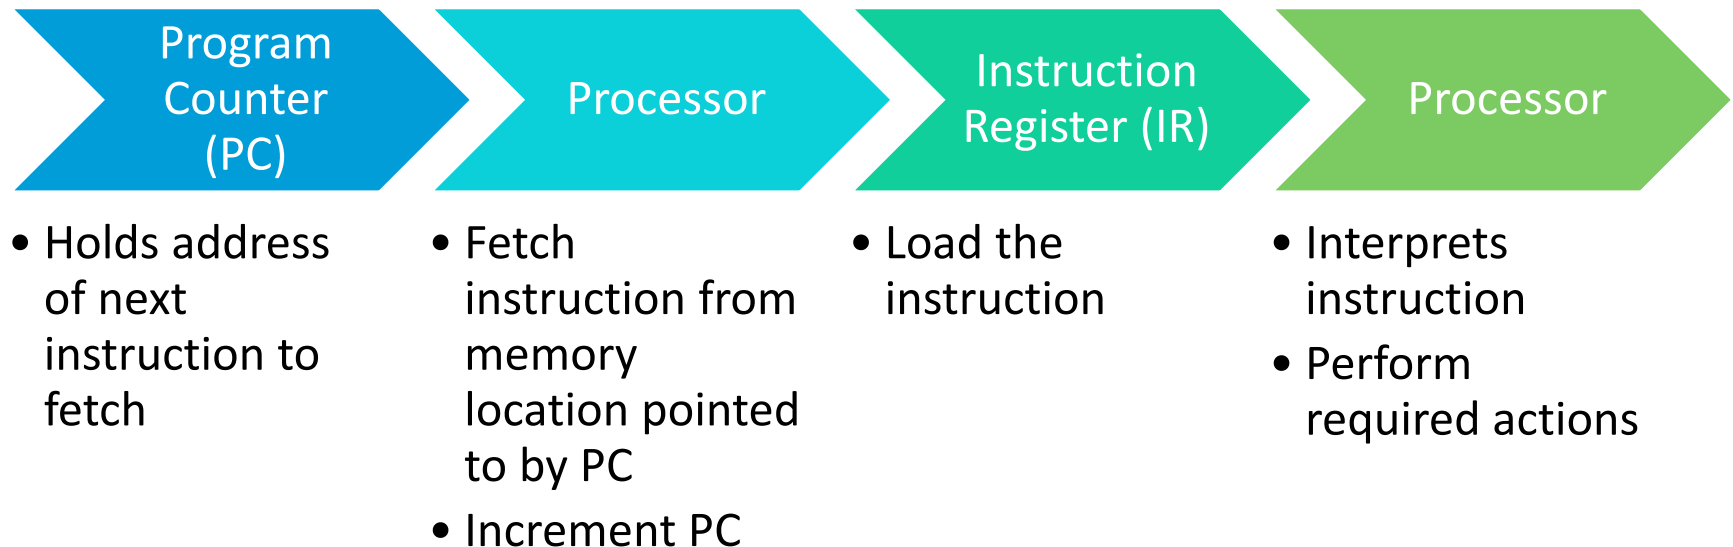 Program
Counter
(PC)
• Holds address
of next
instruction to
fetch
Processor
• Fetch
instruction from
memory
location pointed
to by PC
• Increment PC
Instruction
Register (IR)
• Load the
instruction
Processor
• Interprets
instruction
• Perform
required actions